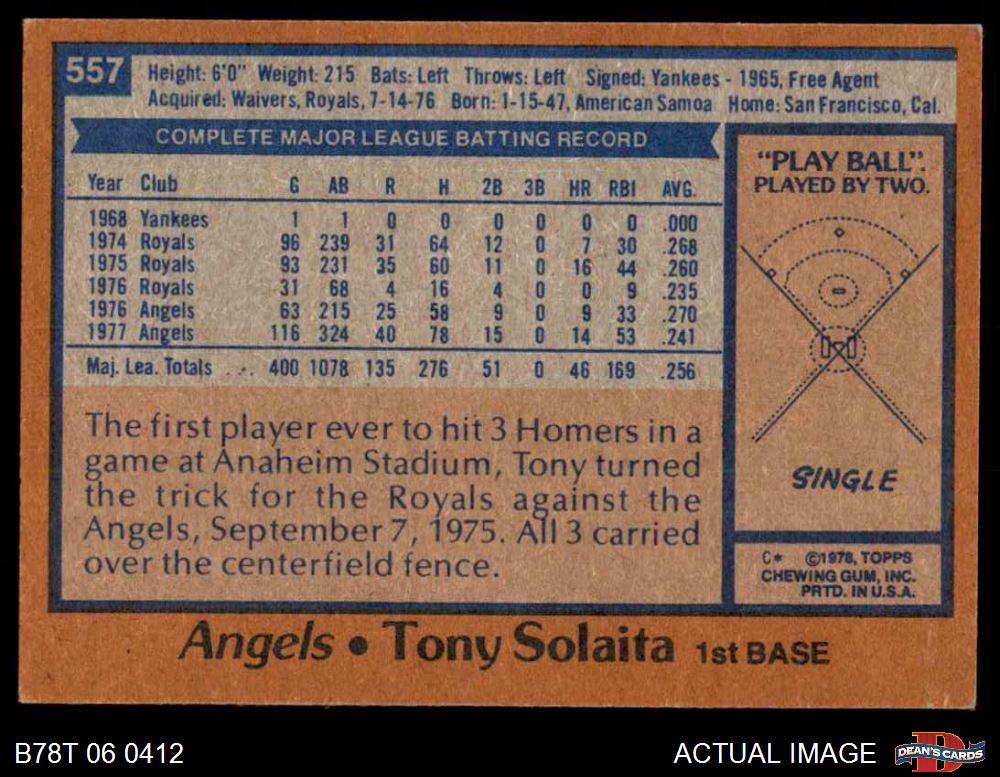 557
Height: 6'0" Weight: 215 Bats: Left Throws: Left Signed: Yankees - 1965, Free Agent
Acquired: Waivers, Royals, 7-14-76 Born: 1-15-47, American Samoa Home: San Francisco, Cal.
COMPLETE MAJOR LEAGUE BATTING RECORD
Year Club G AB R H 2B 3B HR RBI AVG.
1968 Yankees 1 1 0 0 0 0 0 0 .000
1974 Royals 96 239 31 64 12 0 7 30 .268
1975 Royals 93 231 35 60 11 0 16 44 .260
1976 Royals 31 68 4 16 4 0 0 9 .235
1976 Angels 63 215 25 58 9 0 9 33 .270
1977 Angels 116 324 40 78 15 0 14 53 .241
Maj. Lea. Totals ... 400 1078 135 276 51 0 46 169 .256
The first player ever to hit 3 Homers in a
game at Anaheim Stadium, Tony turned
the trick for the Royals against the
Angels, September 7, 1975. All 3 carried
over the centerfield fence.
"PLAY BALL".
PLAYED BY TWO.
SINGLE
C* ©1978, TOPPS
CHEWING GUM, INC.
PRTD. IN U.S.A.
Angels • Tony Solaita 1st BASE
B78T 06 0412
ACTUAL IMAGE
D
DEAN'S CARDS